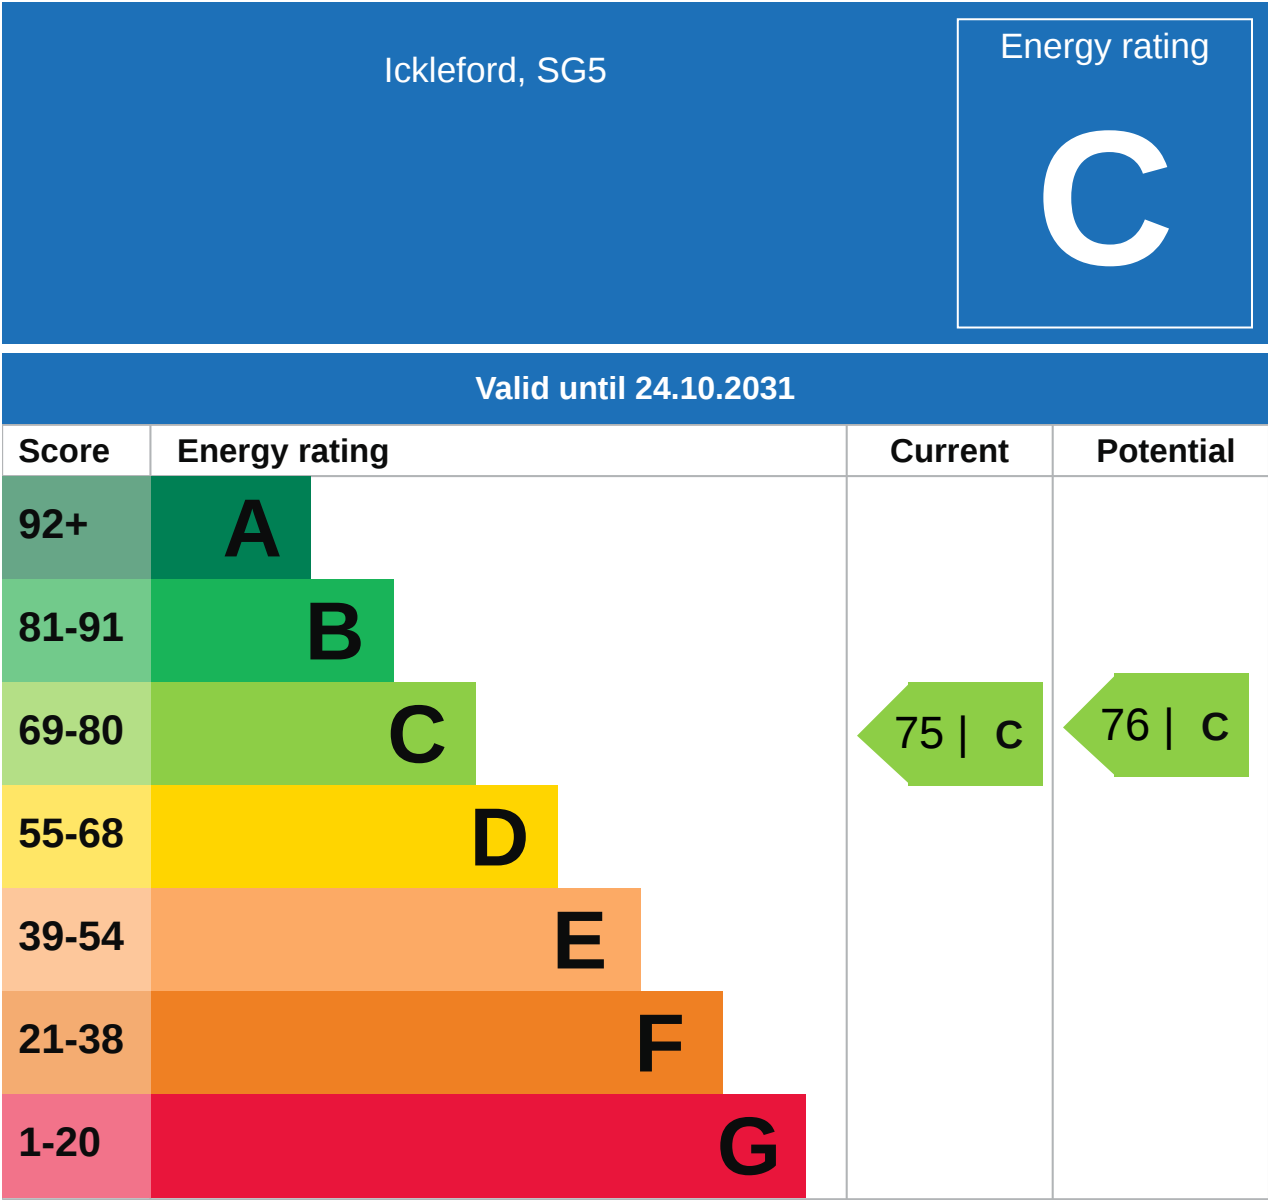 Ickleford, SG5
Energy rating
C
Valid until 24.10.2031
Score Energy rating Current Potential
92+ A
81-91 B
69-80 C 75 | C 76 | C
55-68 D
39-54 E
21-38 F
1-20 G